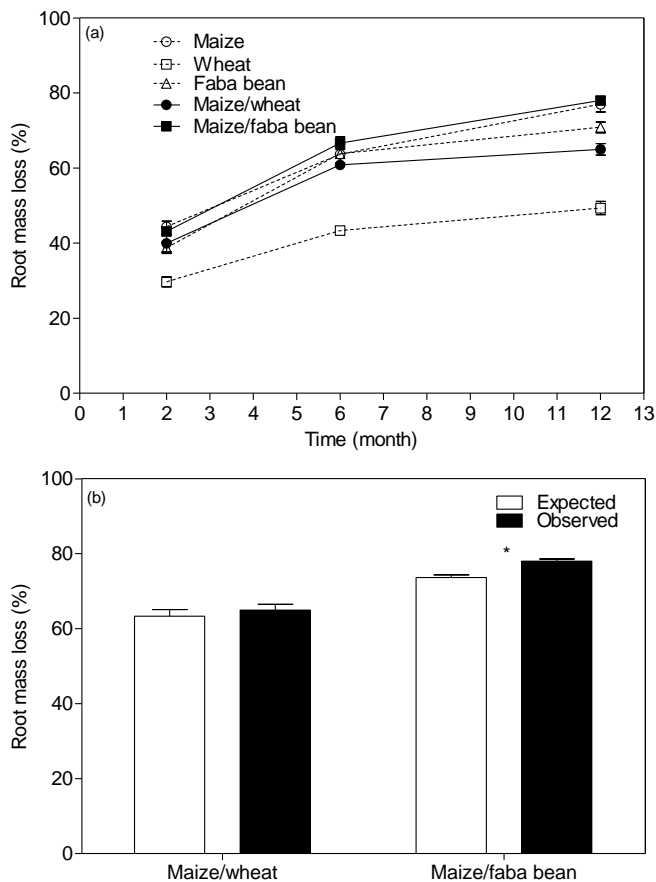 (a)
Maize
Wheat
Faba bean
Maize/wheat
Maize/faba bean
100
80
60
40
20
0
Root mass loss (%)
0 1 2 3 4 5 6 7 8 9 10 11 12 13
Time (month)
(b)
Expected
Observed
100
80
60
40
20
0
Root mass loss (%)
*
Maize/wheat Maize/faba bean